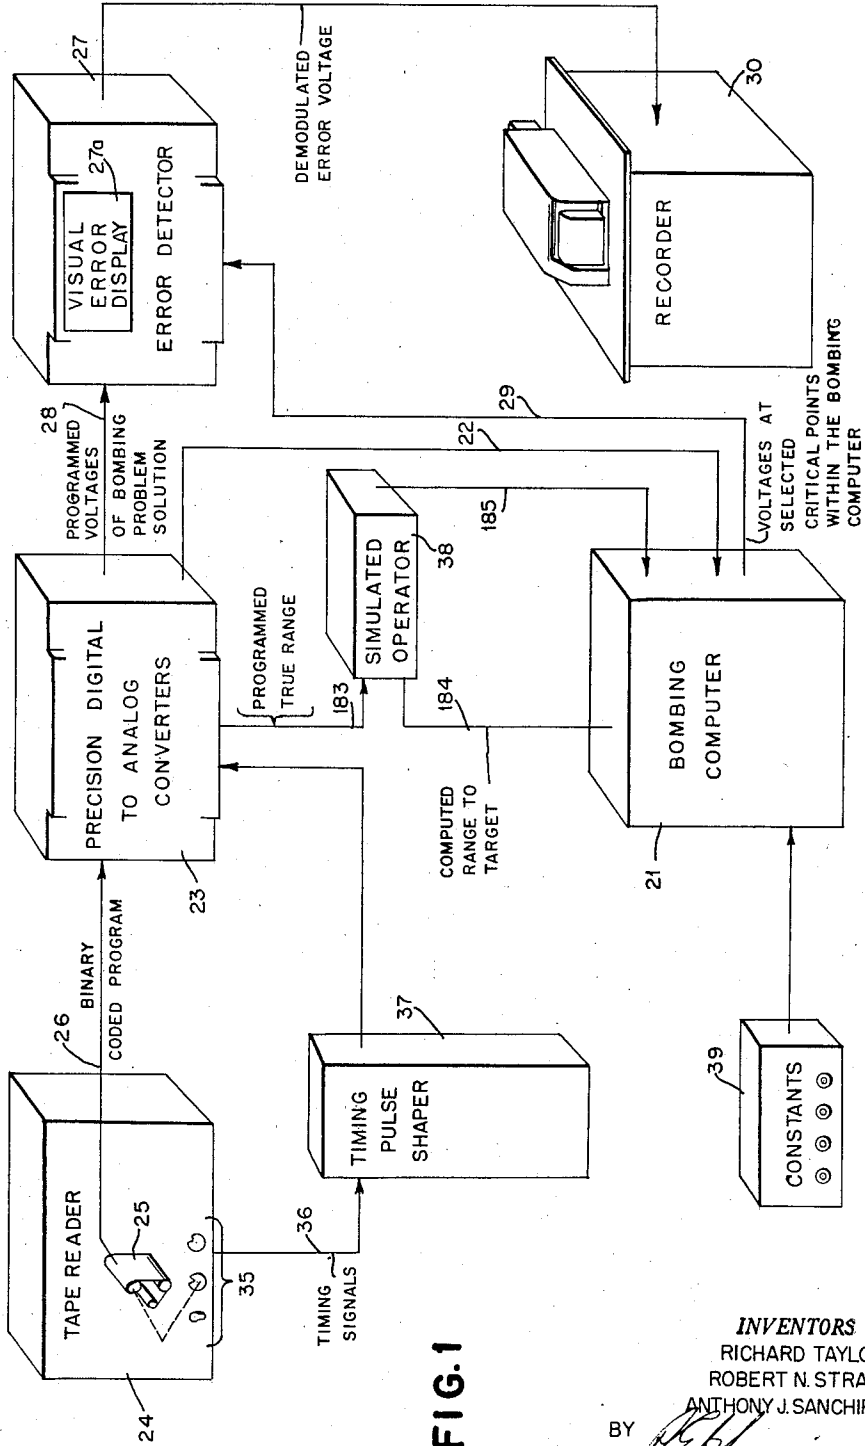 TAPE READER
25
24
35
26
BINARY
CODED PROGRAM
36
TIMING
SIGNALS
TIMING
PULSE
SHAPER
37
PRECISION DIGITAL
TO ANALOG
CONVERTERS
23
28
PROGRAMMED
VOLTAGES
OF BOMBING
PROBLEM
SOLUTION
VISUAL
ERROR
DISPLAY
27a
ERROR DETECTOR
27
DEMODULATED
ERROR VOLTAGE
PROGRAMMED
TRUE RANGE
183
SIMULATED
OPERATOR
38
184
185
22
29
COMPUTED
RANGE TO
TARGET
BOMBING
COMPUTER
21
VOLTAGES AT
SELECTED
CRITICAL POINTS
WITHIN THE BOMBING
COMPUTER
RECORDER
30
CONSTANTS
39
FIG.1
INVENTORS
RICHARD TAYLO
ROBERT N. STRA
ANTHONY J. SANCHI
BY